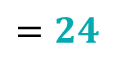 = 24